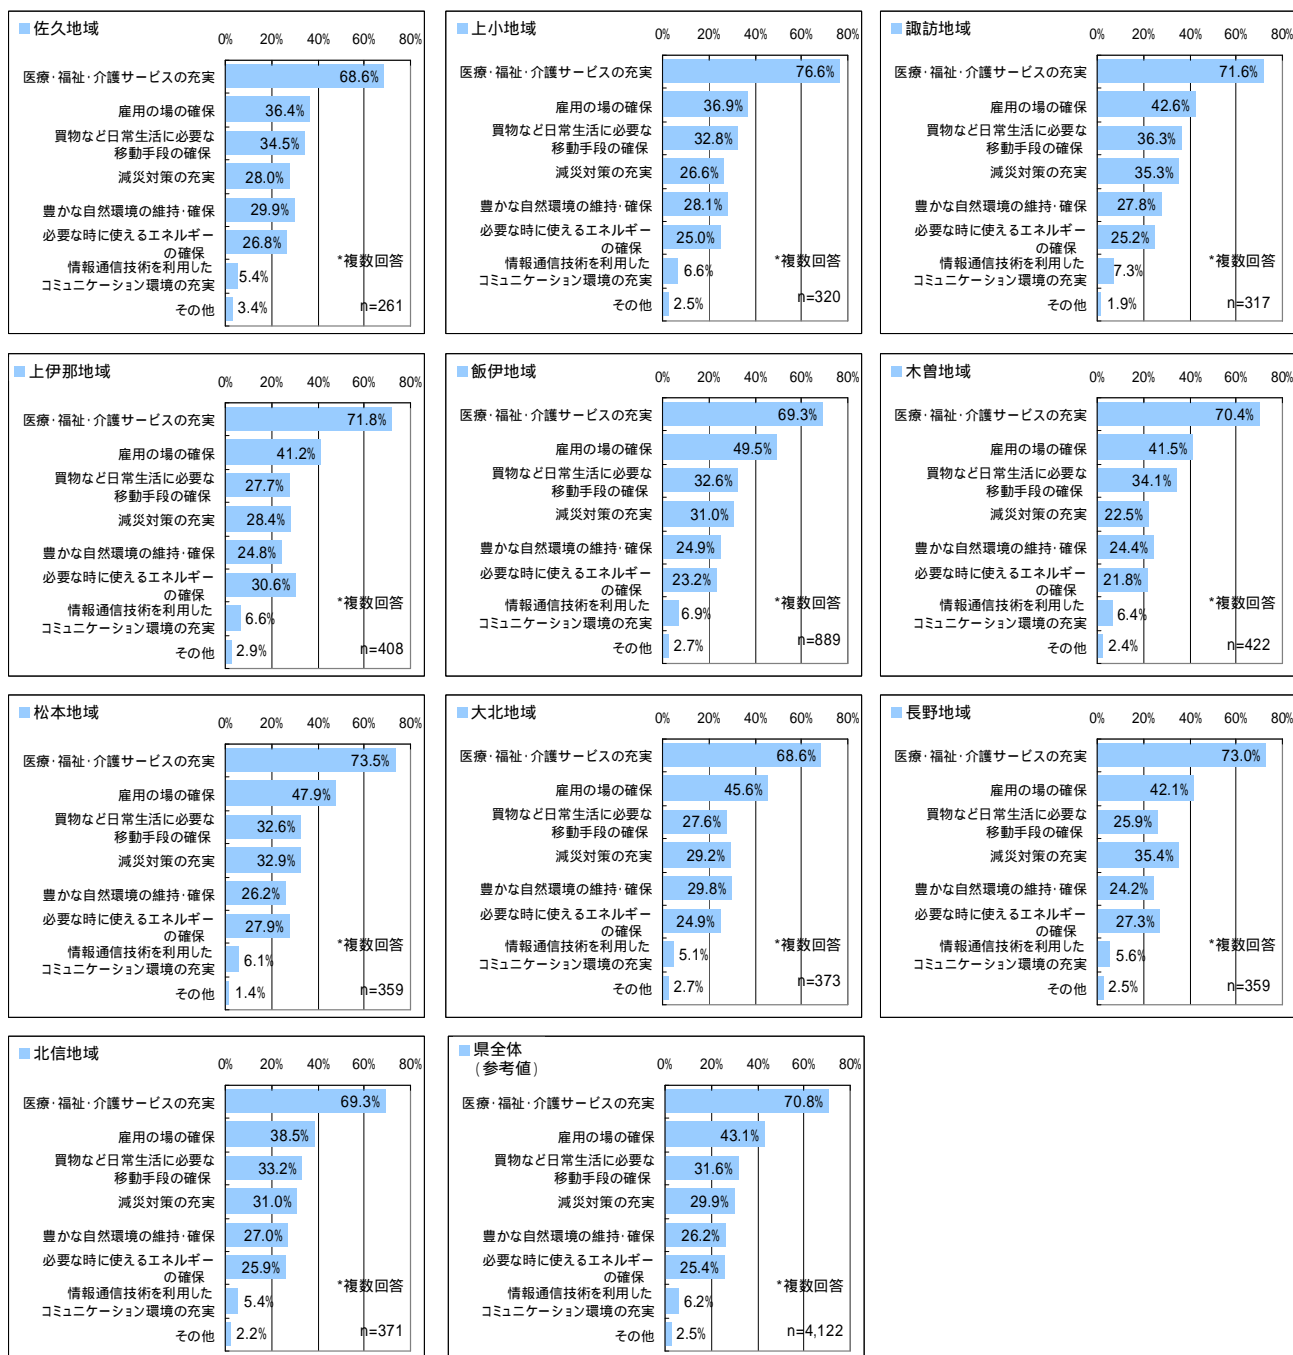 佐久地域
0% 20% 40% 60% 80%
医療・福祉・介護サービスの充実 68.6%
雇用の場の確保 36.4%
買物など日常生活に必要な
移動手段の確保 34.5%
減災対策の充実 28.0%
豊かな自然環境の維持・確保 29.9%
必要な時に使えるエネルギー
の確保 26.8%
*複数回答
情報通信技術を利用した
コミュニケーション環境の充実 5.4%
その他 3.4%
n=261
上小地域
0% 20% 40% 60% 80%
医療・福祉・介護サービスの充実 76.6%
雇用の場の確保 36.9%
買物など日常生活に必要な
移動手段の確保 32.8%
減災対策の充実 26.6%
豊かな自然環境の維持・確保 28.1%
必要な時に使えるエネルギー
の確保 25.0%
*複数回答
情報通信技術を利用した
コミュニケーション環境の充実 6.6%
その他 2.5%
n=320
諏訪地域
0% 20% 40% 60% 80%
医療・福祉・介護サービスの充実 71.6%
雇用の場の確保 42.6%
買物など日常生活に必要な
移動手段の確保 36.3%
減災対策の充実 35.3%
豊かな自然環境の維持・確保 27.8%
必要な時に使えるエネルギー
の確保 25.2%
*複数回答
情報通信技術を利用した
コミュニケーション環境の充実 7.3%
その他 1.9%
n=317
上伊那地域
0% 20% 40% 60% 80%
医療・福祉・介護サービスの充実 71.8%
雇用の場の確保 41.2%
買物など日常生活に必要な
移動手段の確保 27.7%
減災対策の充実 28.4%
豊かな自然環境の維持・確保 24.8%
必要な時に使えるエネルギー
の確保 30.6%
*複数回答
情報通信技術を利用した
コミュニケーション環境の充実 6.6%
その他 2.9%
n=408
飯伊地域
0% 20% 40% 60% 80%
医療・福祉・介護サービスの充実 69.3%
雇用の場の確保 49.5%
買物など日常生活に必要な
移動手段の確保 32.6%
減災対策の充実 31.0%
豊かな自然環境の維持・確保 24.9%
必要な時に使えるエネルギー
の確保 23.2%
*複数回答
情報通信技術を利用した
コミュニケーション環境の充実 6.9%
その他 2.7%
n=889
木曽地域
0% 20% 40% 60% 80%
医療・福祉・介護サービスの充実 70.4%
雇用の場の確保 41.5%
買物など日常生活に必要な
移動手段の確保 34.1%
減災対策の充実 22.5%
豊かな自然環境の維持・確保 24.4%
必要な時に使えるエネルギー
の確保 21.8%
*複数回答
情報通信技術を利用した
コミュニケーション環境の充実 6.4%
その他 2.4%
n=422
松本地域
0% 20% 40% 60% 80%
医療・福祉・介護サービスの充実 73.5%
雇用の場の確保 47.9%
買物など日常生活に必要な
移動手段の確保 32.6%
減災対策の充実 32.9%
豊かな自然環境の維持・確保 26.2%
必要な時に使えるエネルギー
の確保 27.9%
*複数回答
情報通信技術を利用した
コミュニケーション環境の充実 6.1%
その他 1.4%
n=359
大北地域
0% 20% 40% 60% 80%
医療・福祉・介護サービスの充実 68.6%
雇用の場の確保 45.6%
買物など日常生活に必要な
移動手段の確保 27.6%
減災対策の充実 29.2%
豊かな自然環境の維持・確保 29.8%
必要な時に使えるエネルギー
の確保 24.9%
*複数回答
情報通信技術を利用した
コミュニケーション環境の充実 5.1%
その他 2.7%
n=373
長野地域
0% 20% 40% 60% 80%
医療・福祉・介護サービスの充実 73.0%
雇用の場の確保 42.1%
買物など日常生活に必要な
移動手段の確保 25.9%
減災対策の充実 35.4%
豊かな自然環境の維持・確保 24.2%
必要な時に使えるエネルギー
の確保 27.3%
*複数回答
情報通信技術を利用した
コミュニケーション環境の充実 5.6%
その他 2.5%
n=359
北信地域
0% 20% 40% 60% 80%
医療・福祉・介護サービスの充実 69.3%
雇用の場の確保 38.5%
買物など日常生活に必要な
移動手段の確保 33.2%
減災対策の充実 31.0%
豊かな自然環境の維持・確保 27.0%
必要な時に使えるエネルギー
の確保 25.9%
*複数回答
情報通信技術を利用した
コミュニケーション環境の充実 5.4%
その他 2.2%
n=371
県全体
(参考値)
0% 20% 40% 60% 80%
医療・福祉・介護サービスの充実 70.8%
雇用の場の確保 43.1%
買物など日常生活に必要な
移動手段の確保 31.6%
減災対策の充実 29.9%
豊かな自然環境の維持・確保 26.2%
必要な時に使えるエネルギー
の確保 25.4%
*複数回答
情報通信技術を利用した
コミュニケーション環境の充実 6.2%
その他 2.5%
n=4,122